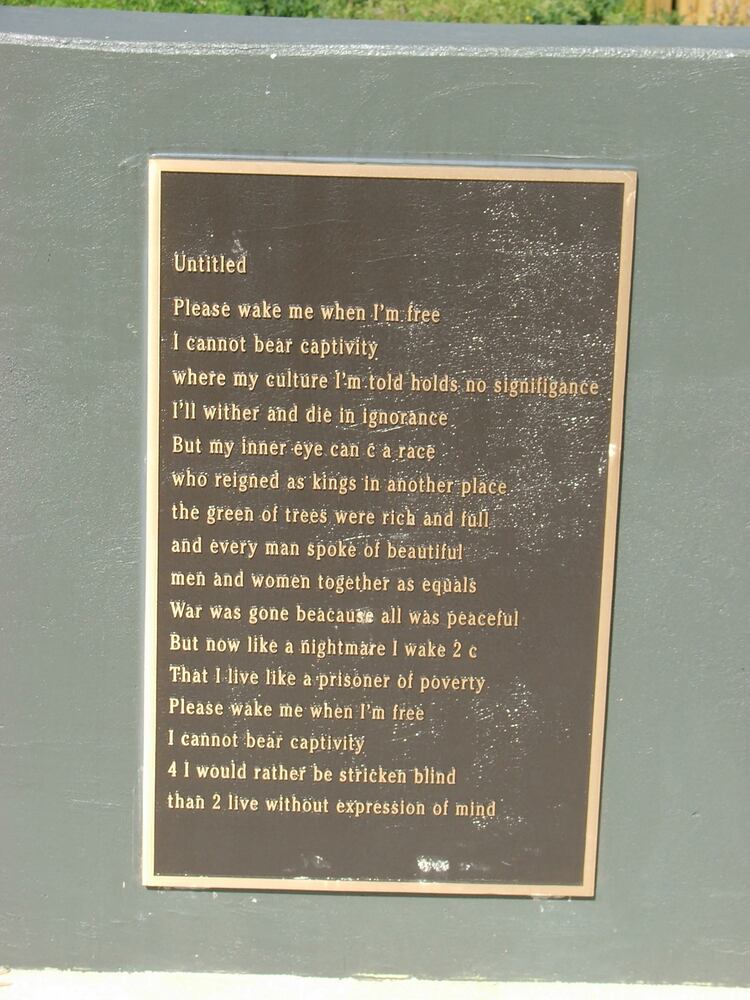 Untitled
Please wake me when I'm free
I cannot bear captivity
where my culture I'm told holds no signifigance
I'll wither and die in ignorance
But my inner eye can c a race
who reigned as kings in another place
the green of trees were rich and full
and every man spoke of beautiful
men and women together as equals
War was gone beacause all was peaceful
But now like a nightmare I wake 2 c
That I live like a prisoner of poverty
Please wake me when I'm free
I cannot bear captivity
4 I would rather be stricken blind
than 2 live without expression of mind